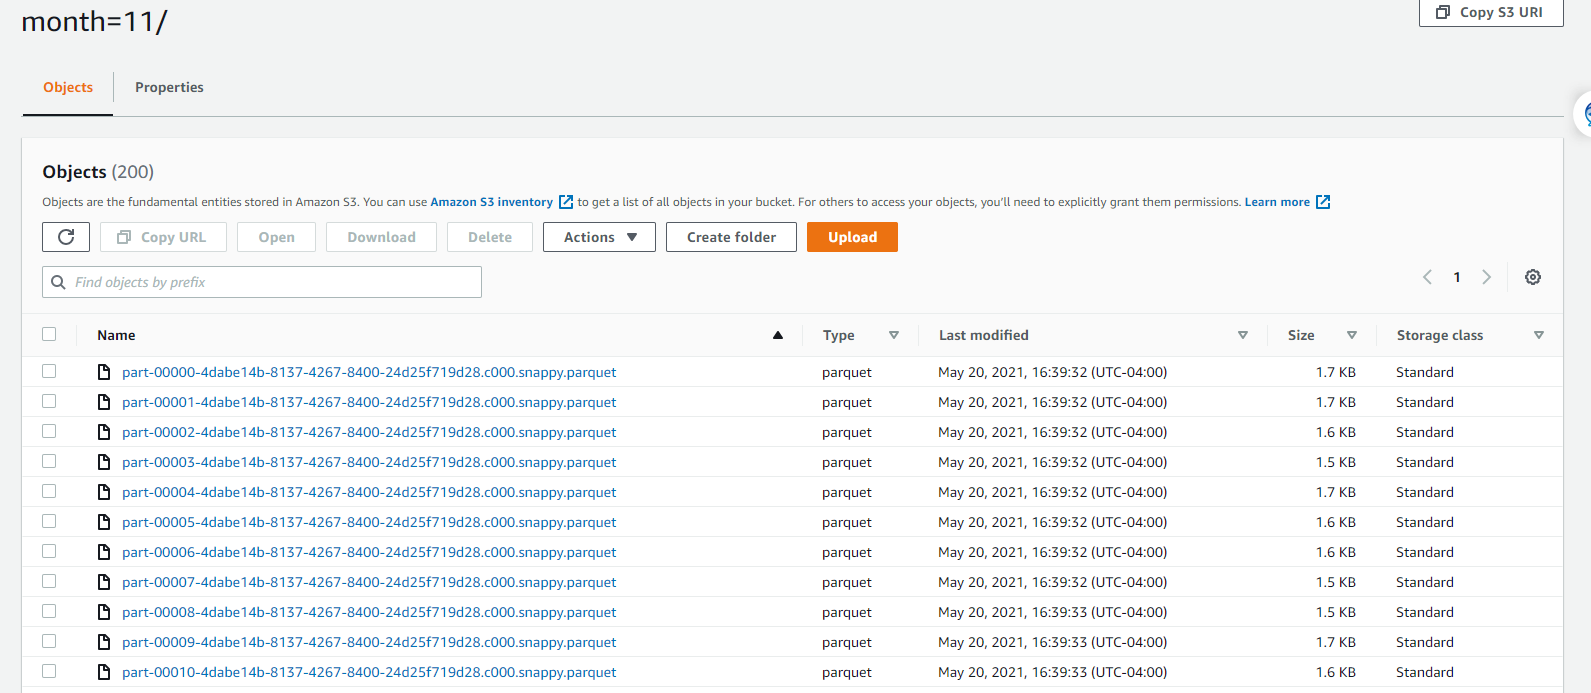 month=11/
Copy S3 URI
Objects
Properties
Objects (200)
Objects are the fundamental entities stored in Amazon S3. You can use Amazon S3 inventory to get a list of all objects in your bucket. For others to access your objects, you'll need to explicitly grant them permissions. Learn more
Copy URL Open Download Delete Actions Create folder Upload
Find objects by prefix
1
Name Type Last modified Size Storage class
part-00000-4dabe14b-8137-4267-8400-24d25f719d28.c000.snappy.parquet parquet May 20, 2021, 16:39:32 (UTC-04:00) 1.7 KB Standard
part-00001-4dabe14b-8137-4267-8400-24d25f719d28.c000.snappy.parquet parquet May 20, 2021, 16:39:32 (UTC-04:00) 1.7 KB Standard
part-00002-4dabe14b-8137-4267-8400-24d25f719d28.c000.snappy.parquet parquet May 20, 2021, 16:39:32 (UTC-04:00) 1.6 KB Standard
part-00003-4dabe14b-8137-4267-8400-24d25f719d28.c000.snappy.parquet parquet May 20, 2021, 16:39:32 (UTC-04:00) 1.5 KB Standard
part-00004-4dabe14b-8137-4267-8400-24d25f719d28.c000.snappy.parquet parquet May 20, 2021, 16:39:32 (UTC-04:00) 1.7 KB Standard
part-00005-4dabe14b-8137-4267-8400-24d25f719d28.c000.snappy.parquet parquet May 20, 2021, 16:39:32 (UTC-04:00) 1.6 KB Standard
part-00006-4dabe14b-8137-4267-8400-24d25f719d28.c000.snappy.parquet parquet May 20, 2021, 16:39:32 (UTC-04:00) 1.6 KB Standard
part-00007-4dabe14b-8137-4267-8400-24d25f719d28.c000.snappy.parquet parquet May 20, 2021, 16:39:32 (UTC-04:00) 1.5 KB Standard
part-00008-4dabe14b-8137-4267-8400-24d25f719d28.c000.snappy.parquet parquet May 20, 2021, 16:39:33 (UTC-04:00) 1.5 KB Standard
part-00009-4dabe14b-8137-4267-8400-24d25f719d28.c000.snappy.parquet parquet May 20, 2021, 16:39:33 (UTC-04:00) 1.7 KB Standard
part-00010-4dabe14b-8137-4267-8400-24d25f719d28.c000.snappy.parquet parquet May 20, 2021, 16:39:33 (UTC-04:00) 1.6 KB Standard